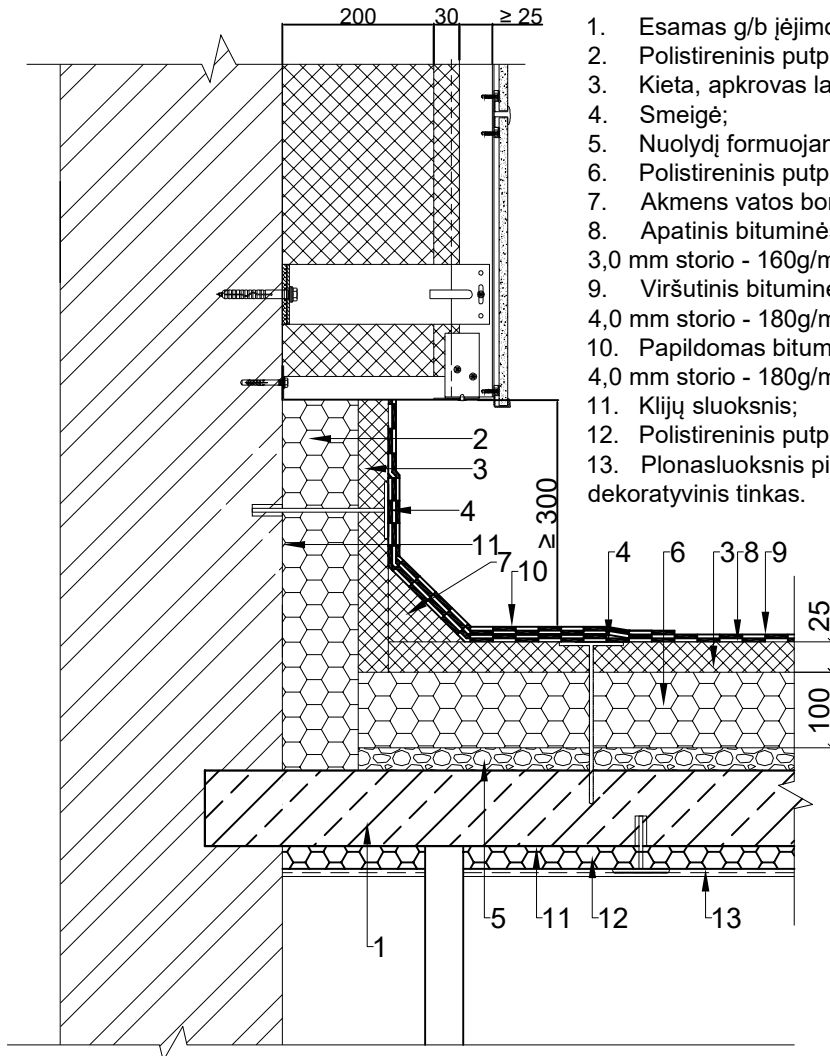 200 30 ≥ 25
1. Esamas g/b įėjimo
2. Polistireninis putp
3. Kieta, apkrovas la
4. Smeigė;
5. Nuolydį formuojan
6. Polistireninis putp
7. Akmens vatos bor
8. Apatinis bituminės
3,0 mm storio - 160g/m
9. Viršutinis bituminė
4,0 mm storio - 180g/m
10. Papildomas bitum
4,0 mm storio - 180g/m
11. Klijų sluoksnis;
12. Polistireninis putp
13. Plonasluoksnis pi
dekoratyvinis tinkas.
2
3
4
11
7
10
≥ 300
4
6
3
8
9
25
100
1
5
11
12
13